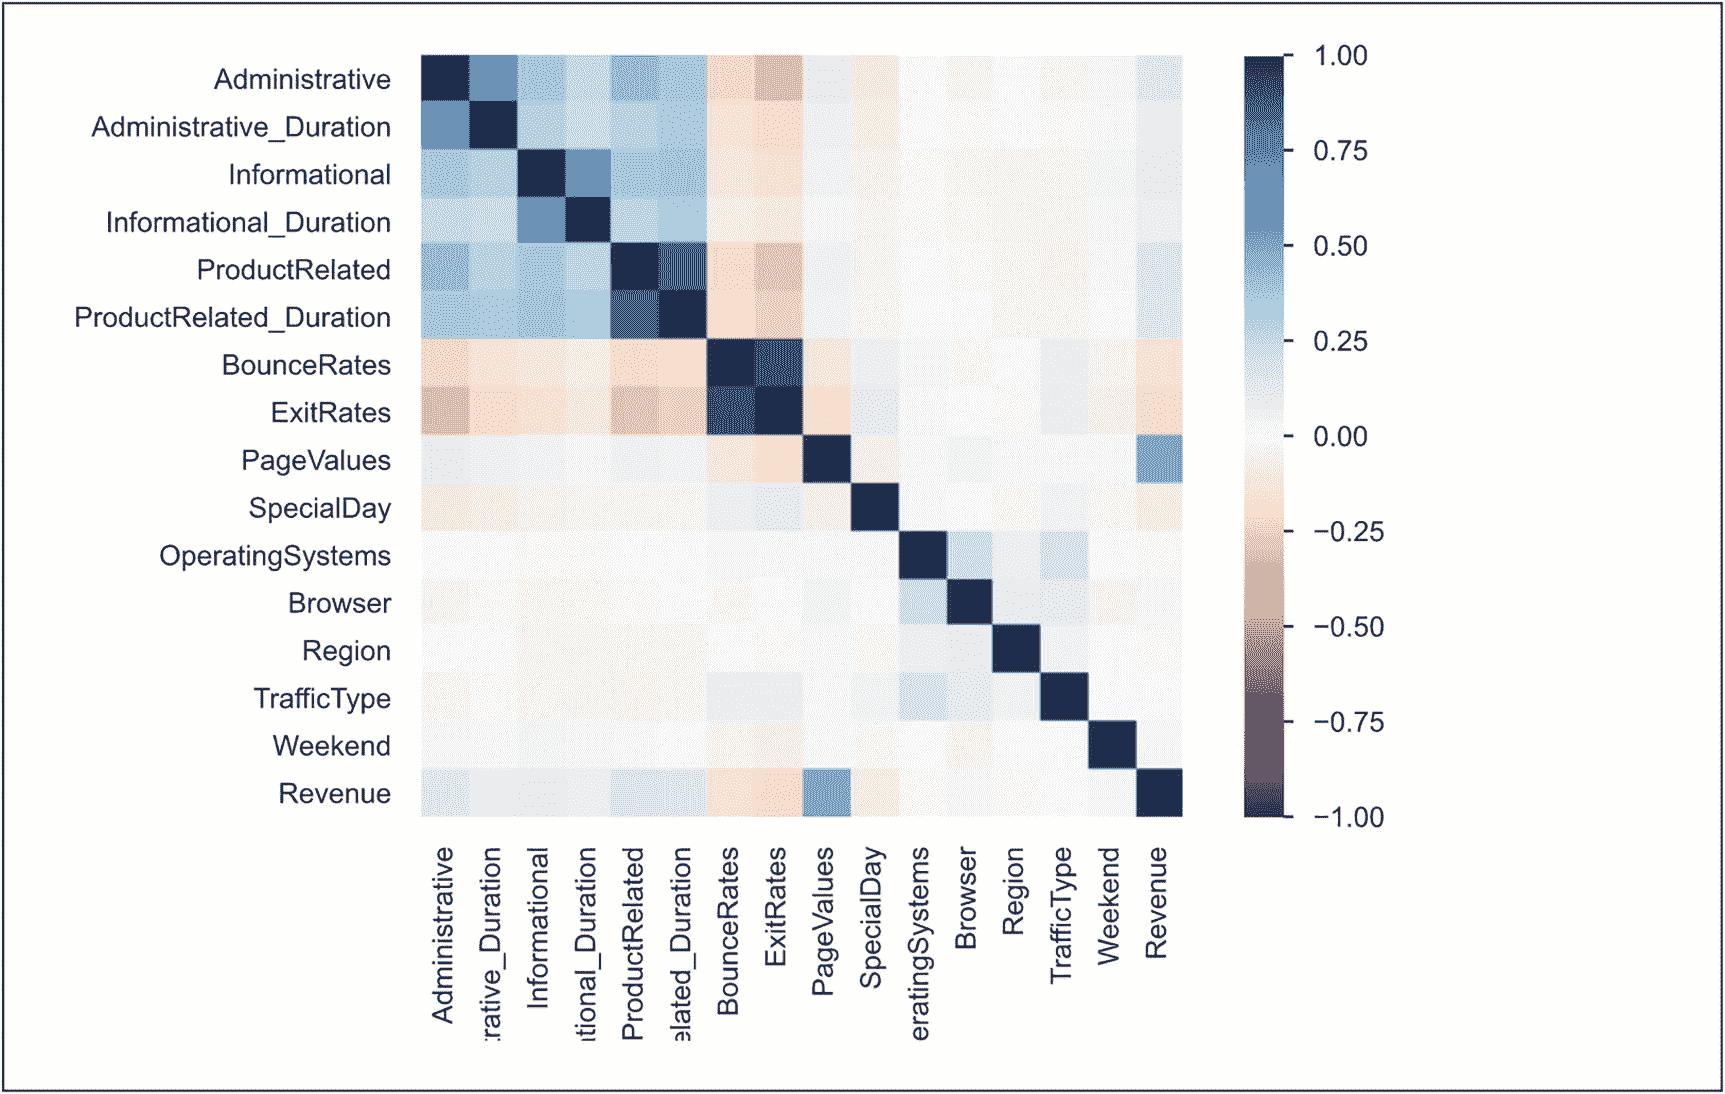 Administrative
Administrative_Duration
Informational
Informational_Duration
ProductRelated
ProductRelated_Duration
BounceRates
ExitRates
PageValues
SpecialDay
OperatingSystems
Browser
Region
TrafficType
Weekend
Revenue
1.00
0.75
0.50
0.25
0.00
−0.25
−0.50
−0.75
−1.00
Administrative
rative_Duration
Informational
tional_Duration
ProductRelated
elated_Duration
BounceRates
ExitRates
PageValues
SpecialDay
eratingSystems
Browser
Region
TrafficType
Weekend
Revenue